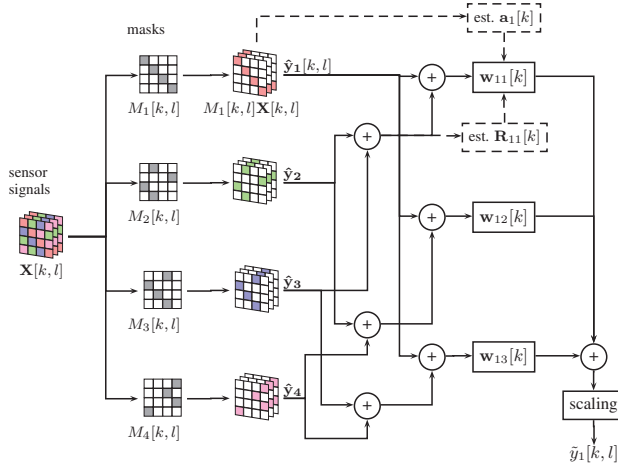 est. a₁[k]
masks
ŷ₁[k, l]
w₁₁[k]
M₁[k, l]
M₁[k, l]X[k, l]
est. R₁₁[k]
ŷ₂
sensor
signals
M₂[k, l]
w₁₂[k]
X[k, l]
ŷ₃
M₃[k, l]
w₁₃[k]
ŷ₄
scaling
M₄[k, l]
ỹ₁[k, l]